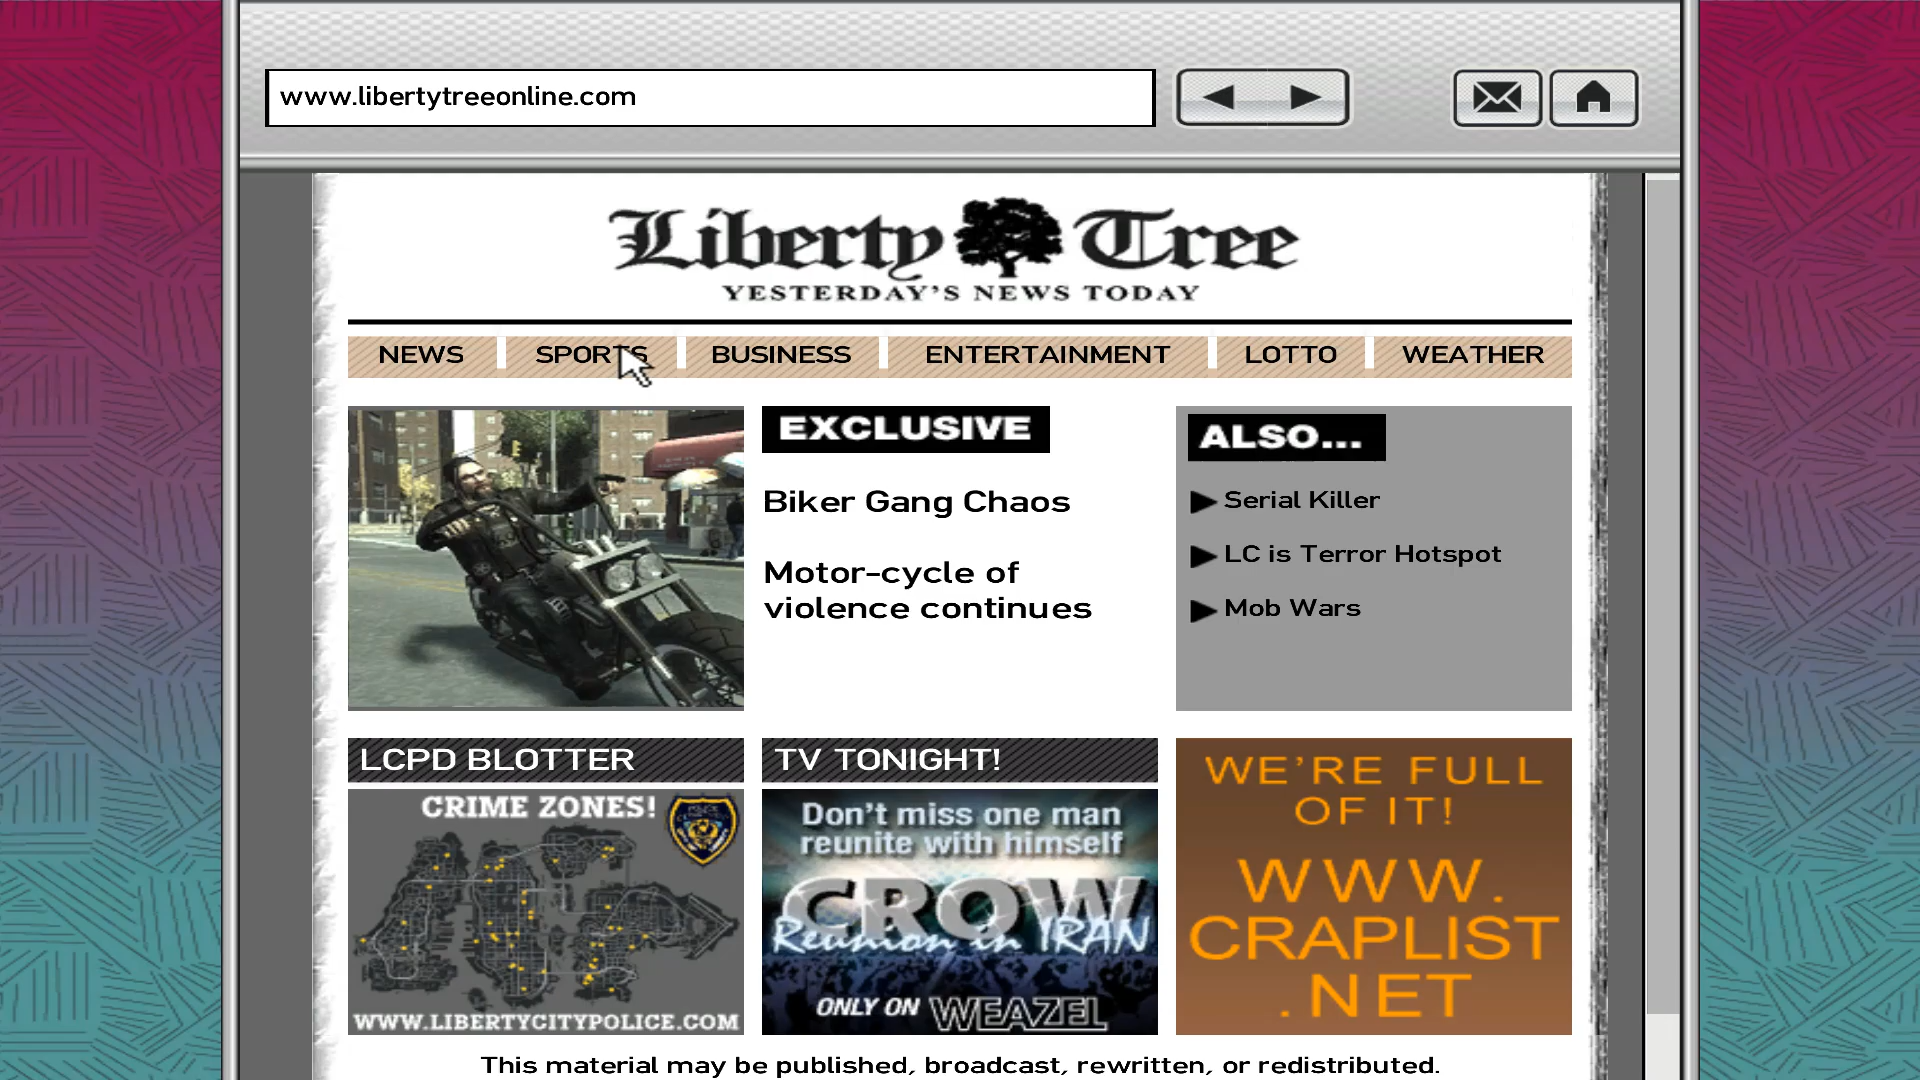 www.libertytreeonline.com
Liberty Tree
YESTERDAY'S NEWS TODAY
NEWS SPORTS BUSINESS ENTERTAINMENT LOTTO WEATHER
EXCLUSIVE
Biker Gang Chaos
Motor-cycle of
violence continues
ALSO...
Serial Killer
LC is Terror Hotspot
Mob Wars
LCPD BLOTTER
CRIME ZONES!
WWW.LIBERTYCITYPOLICE.COM
TV TONIGHT!
Don't miss one man
reunite with himself
CROW
Reunion in IRAN
ONLY ON WEAZEL
WE'RE FULL
OF IT!
WWW.
CRAPLIST
.NET
This material may be published, broadcast, rewritten, or redistributed.